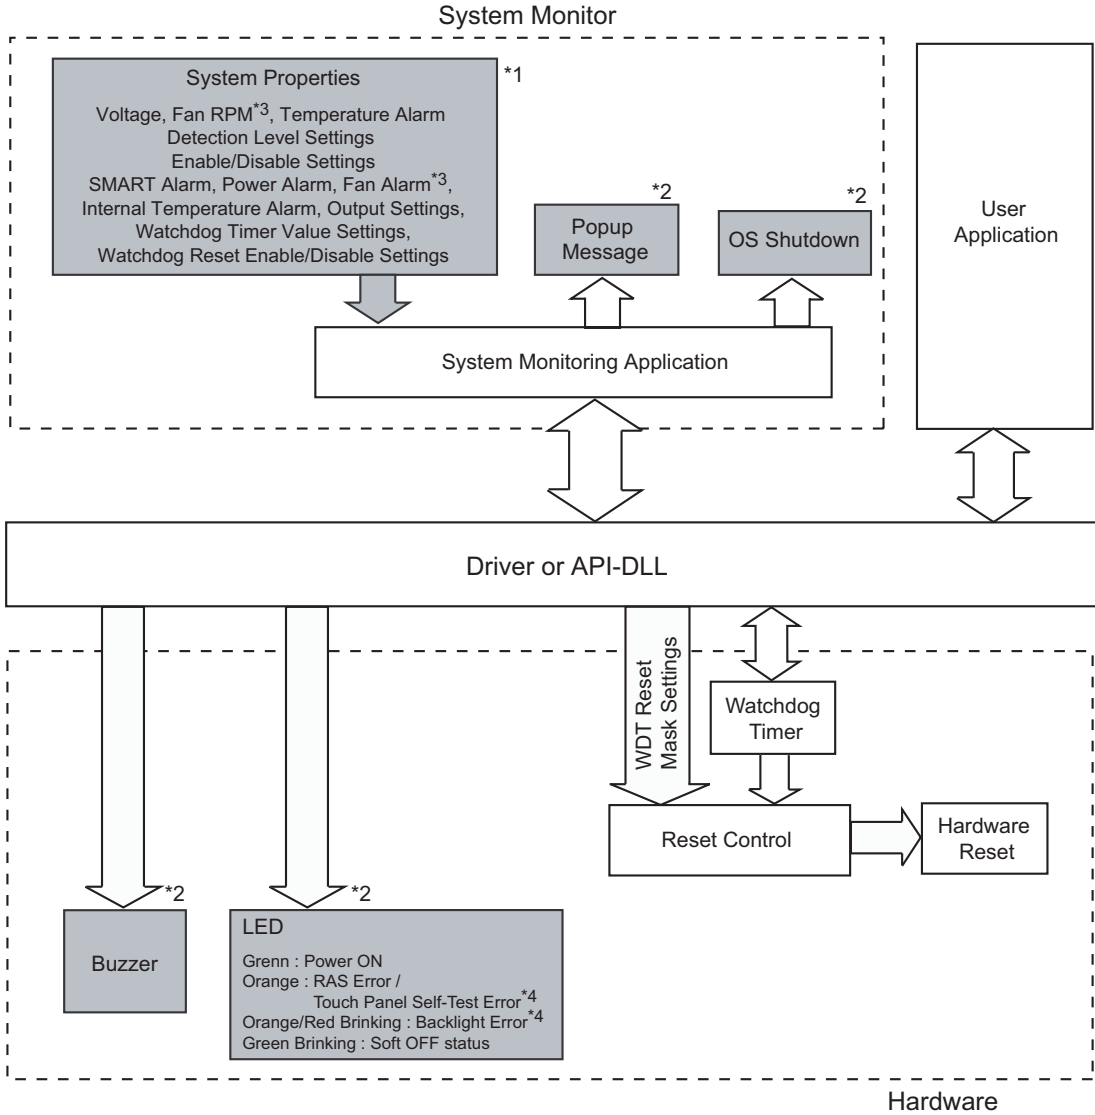 System Monitor
System Properties
*1
Voltage, Fan RPM*3, Temperature Alarm
Detection Level Settings
Enable/Disable Settings
SMART Alarm, Power Alarm, Fan Alarm*3,
Internal Temperature Alarm, Output Settings,
Watchdog Timer Value Settings,
Watchdog Reset Enable/Disable Settings
*2
Popup
Message
*2
OS Shutdown
User
Application
System Monitoring Application
Driver or API-DLL
WDT Reset
Mask Settings
Watchdog
Timer
Reset Control
Hardware
Reset
*2
Buzzer
*2
LED
Grenn : Power ON
Orange : RAS Error /
Touch Panel Self-Test Error*4
Orange/Red Brinking : Backlight Error*4
Green Brinking : Soft OFF status
Hardware